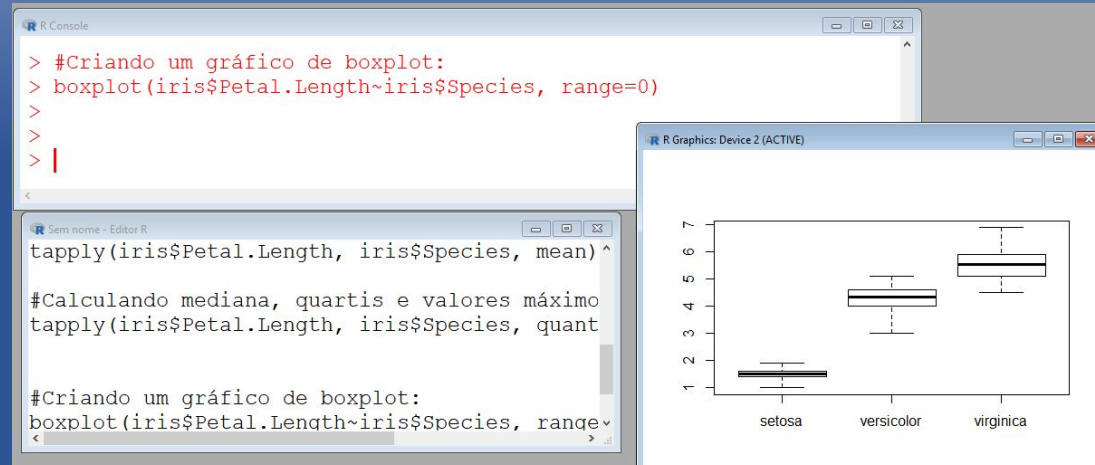 R Console
> #Criando um gráfico de boxplot:
> boxplot(iris$Petal.Length~iris$Species, range=0)
>
>
>
Sem nome - Editor R
tapply(iris$Petal.Length, iris$Species, mean)
#Calculando mediana, quartis e valores máximo
tapply(iris$Petal.Length, iris$Species, quant
#Criando um gráfico de boxplot:
boxplot(iris$Petal.Length~iris$Species, range
R Graphics: Device 2 (ACTIVE)
7
6
5
4
3
2
1
setosa versicolor virginica